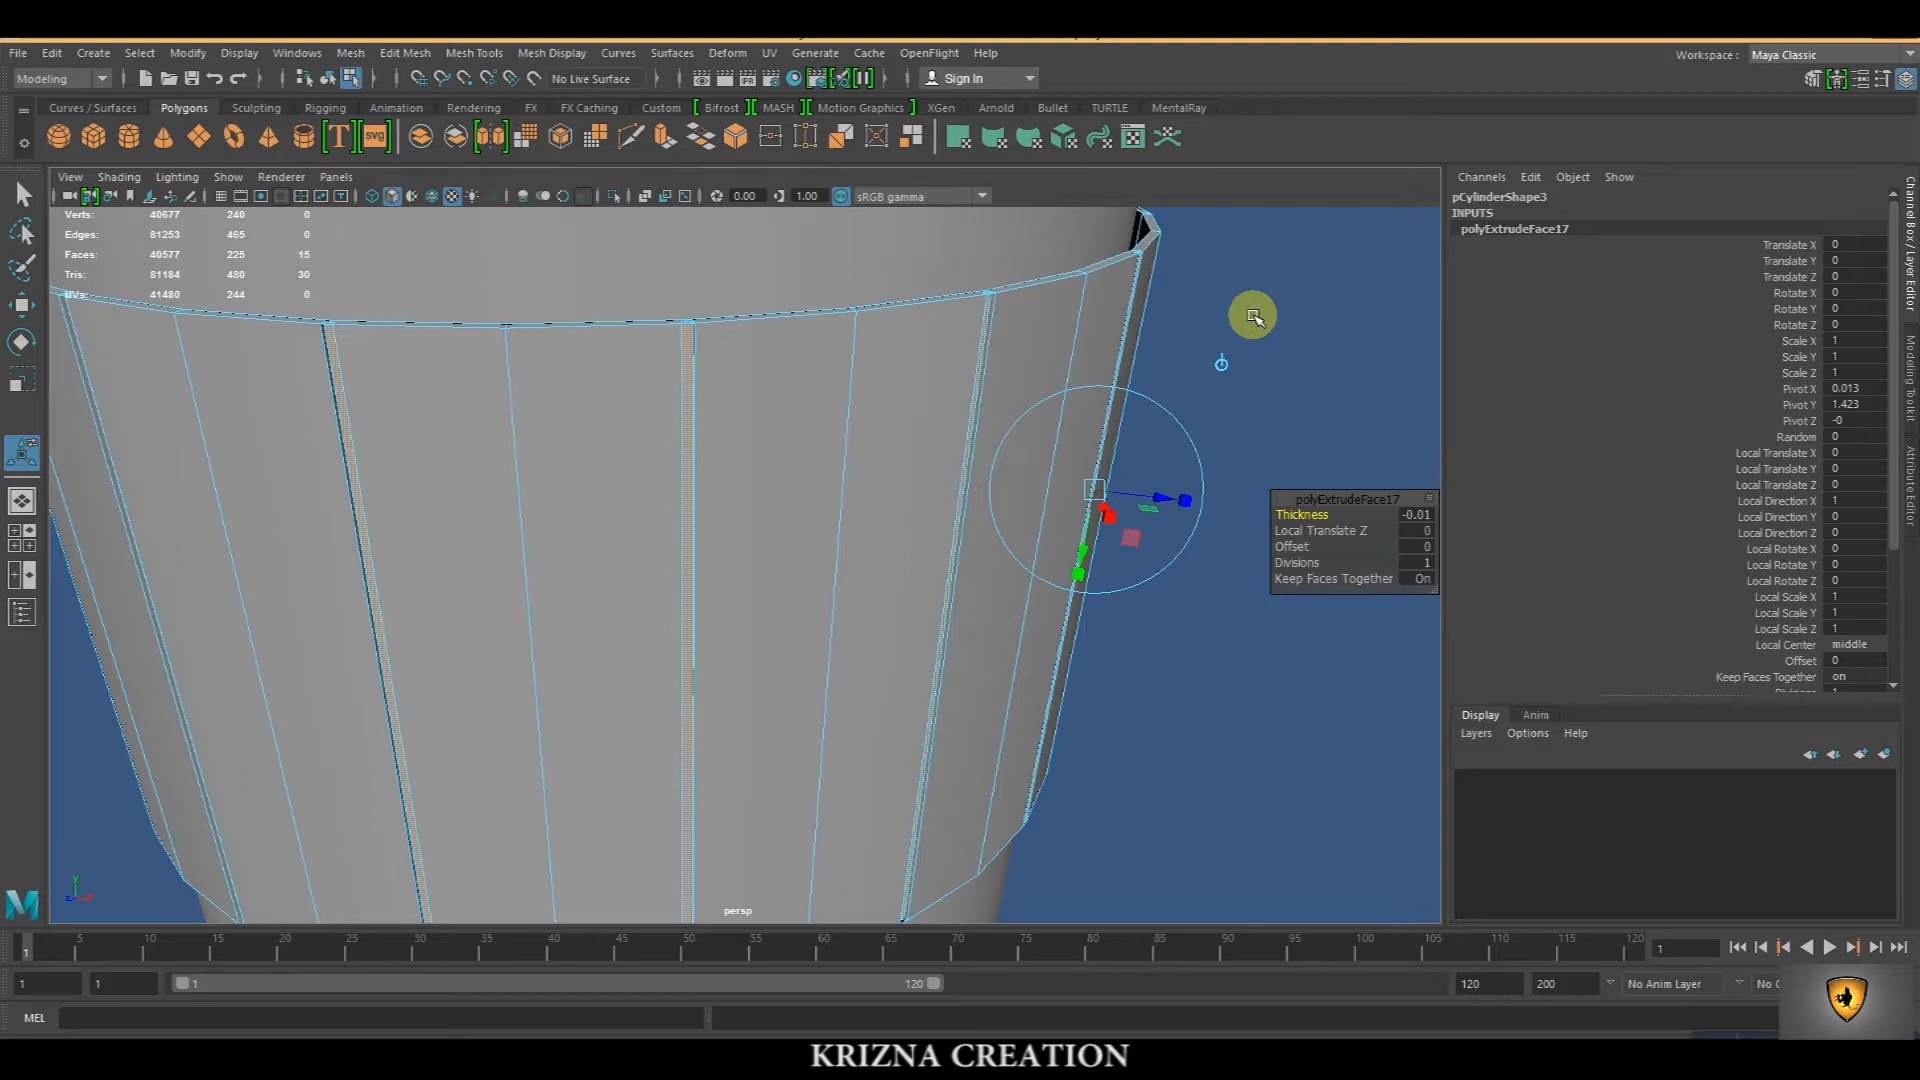 File Edit Create Select Modify Display Windows Mesh Edit Mesh Mesh Tools Mesh Display Curves Surfaces Deform UV Generate Cache OpenFlight Help
Workspace : Maya Classic
Modeling No Live Surface Sign In
Curves / Surfaces Polygons Sculpting Rigging Animation Rendering FX FX Caching Custom Bifrost MASH Motion Graphics XGen Arnold Bullet TURTLE MentalRay
T SVG
View Shading Lighting Show Renderer Panels
0.00 1.00 sRGB gamma
Verts: 40677 240 0
Edges: 81253 465 0
Faces: 40577 225 15
Tris: 81184 480 30
UVs: 41480 244 0
polyExtrudeFace17
Thickness -0.01
Local Translate Z 0
Offset 0
Divisions 1
Keep Faces Together On
persp
Channels Edit Object Show
pCylinderShape3
INPUTS
polyExtrudeFace17
Translate X 0
Translate Y 0
Translate Z 0
Rotate X 0
Rotate Y 0
Rotate Z 0
Scale X 1
Scale Y 1
Scale Z 1
Pivot X 0.013
Pivot Y 1.423
Pivot Z -0
Random 0
Local Translate X 0
Local Translate Y 0
Local Translate Z 0
Local Direction X 1
Local Direction Y 0
Local Direction Z 0
Local Rotate X 0
Local Rotate Y 0
Local Rotate Z 0
Local Scale X 1
Local Scale Y 1
Local Scale Z 1
Local Center middle
Offset 0
Keep Faces Together on
Channel Box / Layer Editor
Modeling Toolkit
Attribute Editor
Display Anim
Layers Options Help
5 10 15 20 25 30 35 40 45 50 55 60 65 70 75 80 85 90 95 100 105 110 115 120
1 1
1 1 1 120 120 200 No Anim Layer
MEL
KRIZNA CREATION